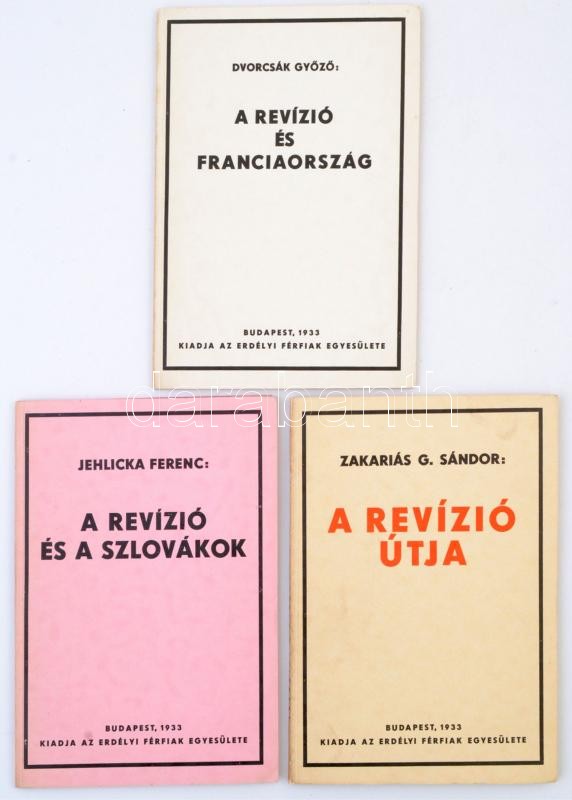 DVORCSÁK GYŐZŐ:
A REVÍZIÓ
ÉS
FRANCIAORSZÁG
BUDAPEST, 1933
KIADJA AZ ERDÉLYI FÉRFIAK EGYESÜLETE
darabanth
JEHLICKA FERENC:
A REVÍZIÓ
ÉS A SZLOVÁKOK
BUDAPEST, 1933
KIADJA AZ ERDÉLYI FÉRFIAK EGYESÜLETE
ZAKARIÁS G. SÁNDOR:
A REVÍZIÓ
ÚTJA
BUDAPEST, 1933
KIADJA AZ ERDÉLYI FÉRFIAK EGYESÜLETE